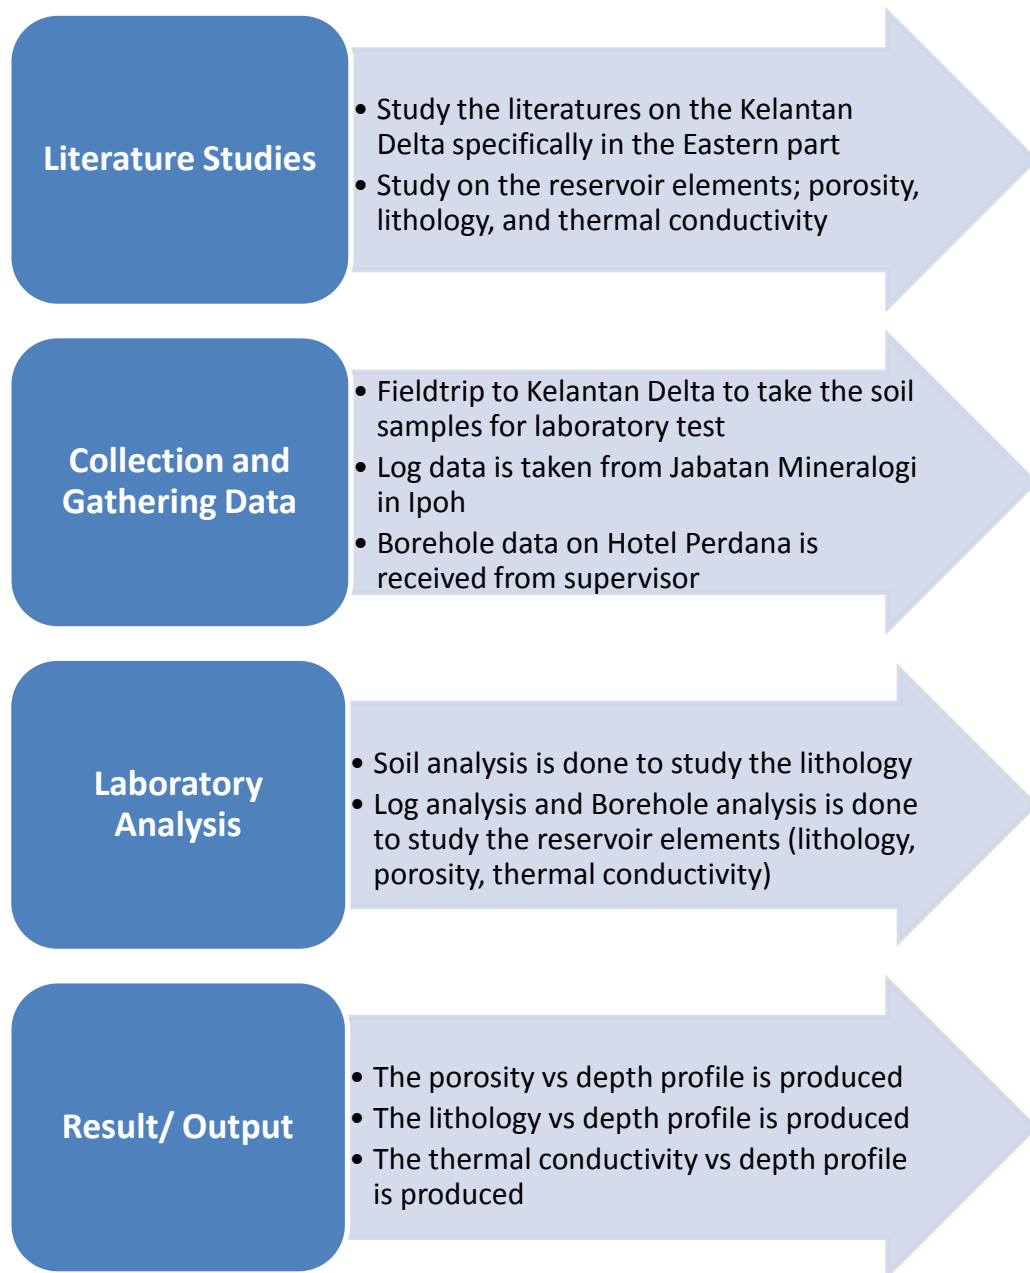 Literature Studies
• Study the literatures on the Kelantan
Delta specifically in the Eastern part
• Study on the reservoir elements; porosity,
lithology, and thermal conductivity
Collection and
Gathering Data
• Fieldtrip to Kelantan Delta to take the soil
samples for laboratory test
• Log data is taken from Jabatan Mineralogi
in Ipoh
• Borehole data on Hotel Perdana is
received from supervisor
Laboratory
Analysis
• Soil analysis is done to study the lithology
• Log analysis and Borehole analysis is done
to study the reservoir elements (lithology,
porosity, thermal conductivity)
Result/ Output
• The porosity vs depth profile is produced
• The lithology vs depth profile is produced
• The thermal conductivity vs depth profile
is produced